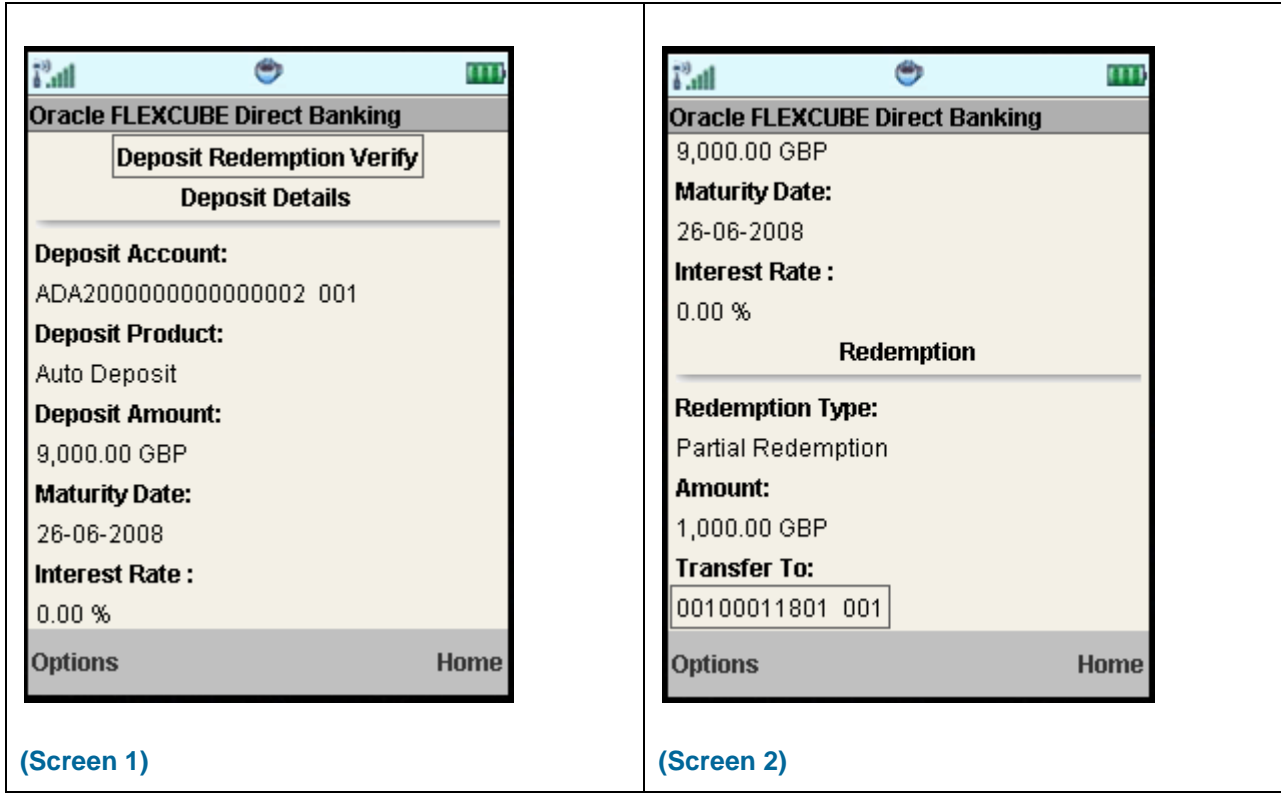 Oracle FLEXCUBE Direct Banking
Deposit Redemption Verify
Deposit Details
Deposit Account:
ADA2000000000000002 001
Deposit Product:
Auto Deposit
Deposit Amount:
9,000.00 GBP
Maturity Date:
26-06-2008
Interest Rate :
0.00 %
Options
Home
(Screen 1)
Oracle FLEXCUBE Direct Banking
9,000.00 GBP
Maturity Date:
26-06-2008
Interest Rate :
0.00 %
Redemption
Redemption Type:
Partial Redemption
Amount:
1,000.00 GBP
Transfer To:
00100011801 001
Options
Home
(Screen 2)